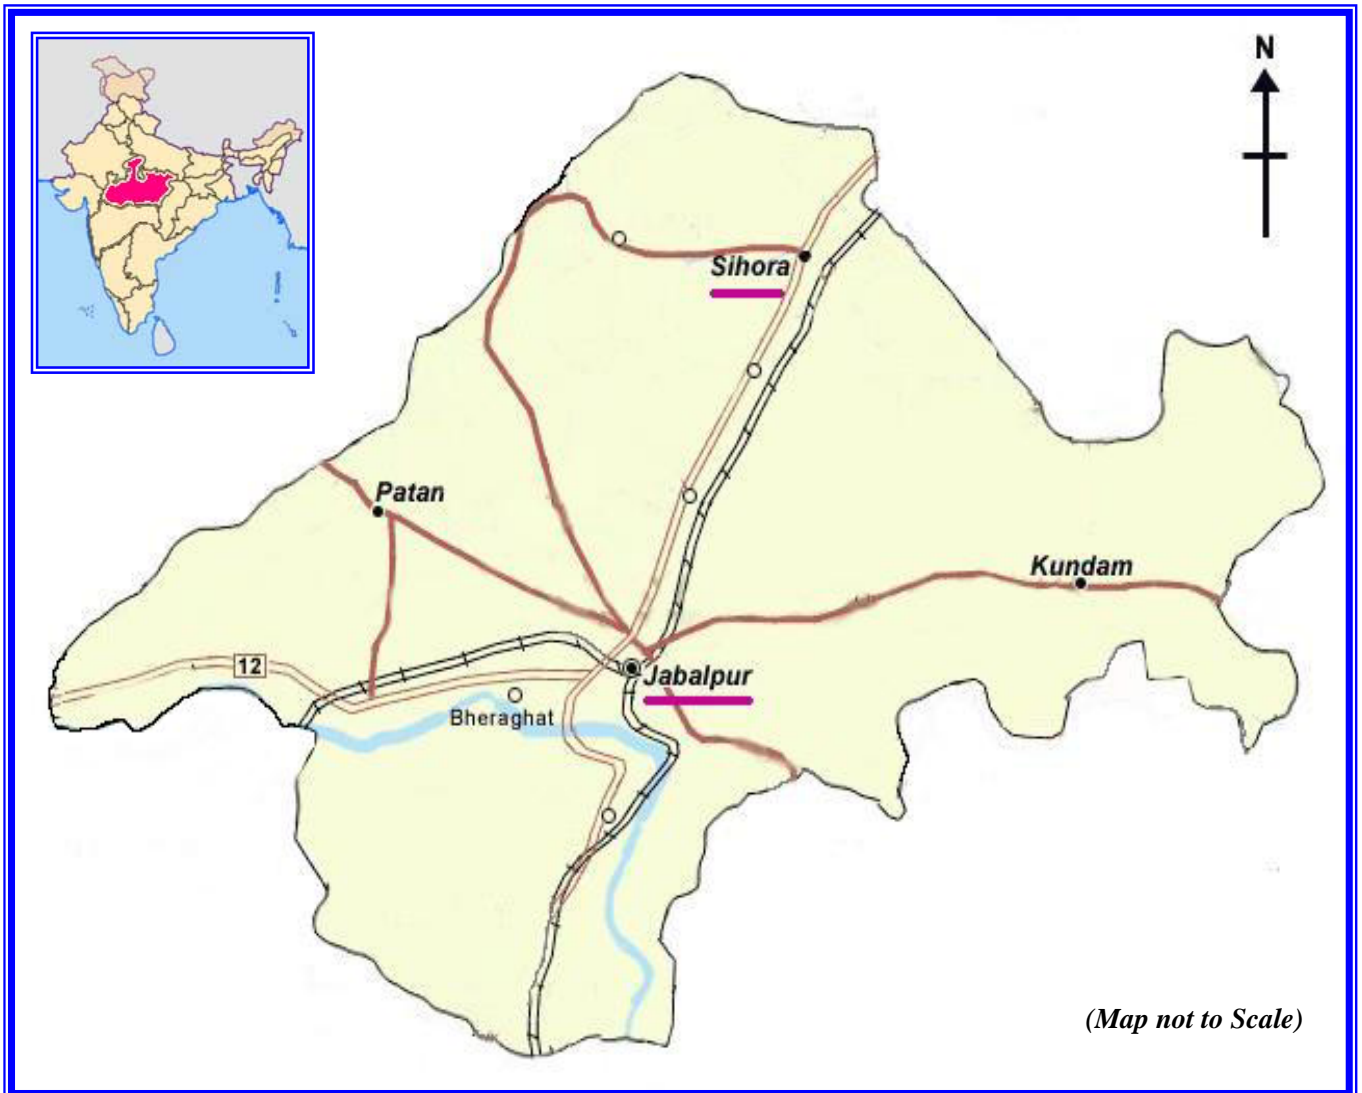 N
Sihora
Patan
Kundam
12
Jabalpur
Bheraghat
(Map not to Scale)